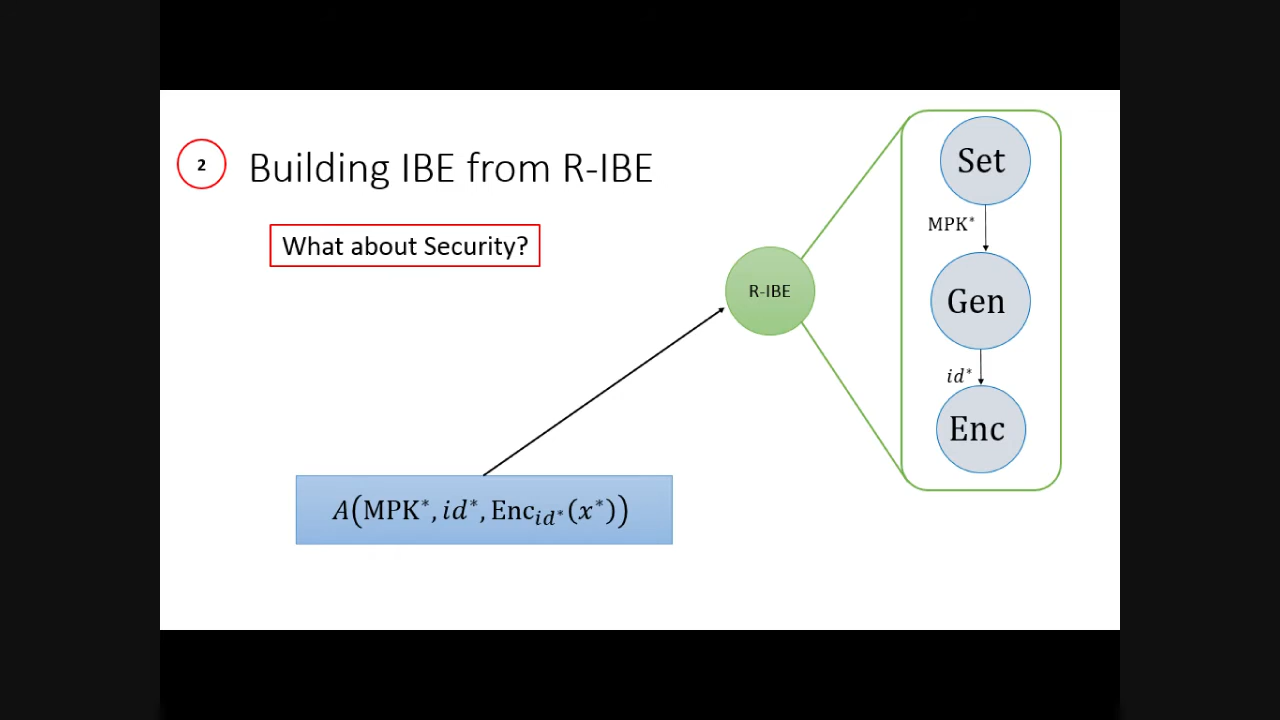 2
Building IBE from R-IBE
What about Security?
R-IBE
Set
MPK*
Gen
id*
Enc
A(MPK*, id*, Enc_{id*}(x*))